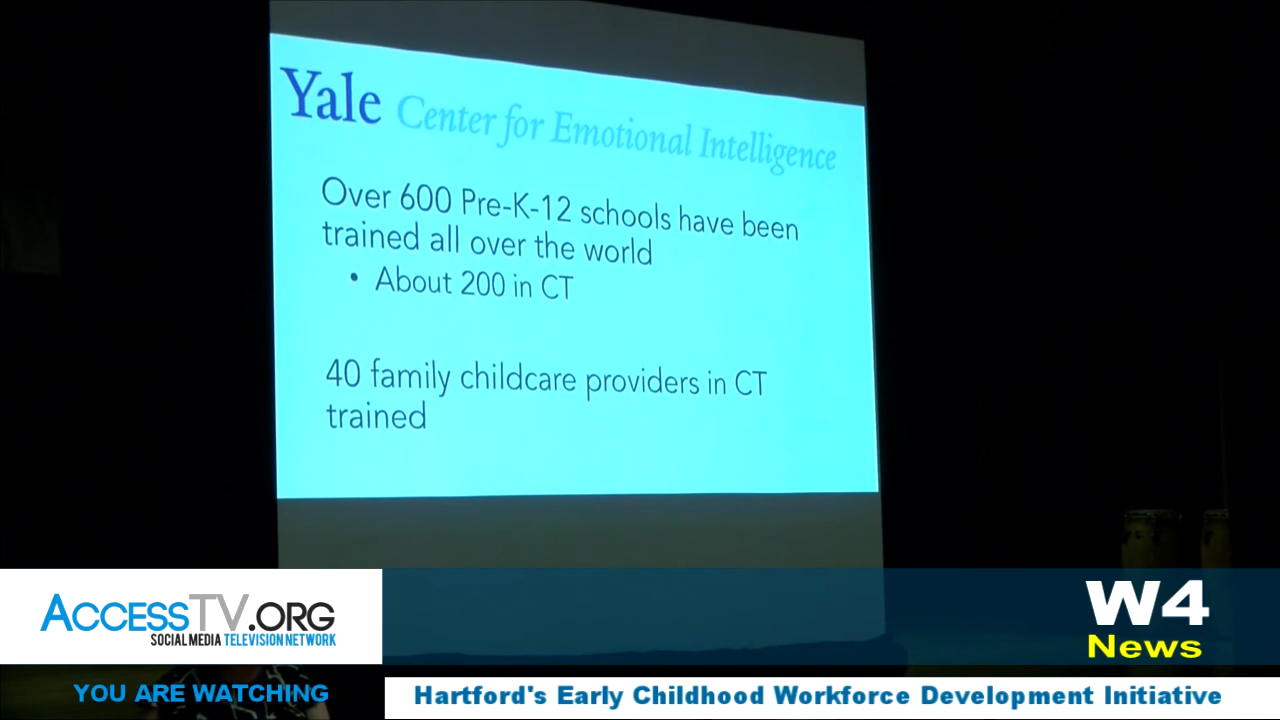 Yale Center for Emotional Intelligence
Over 600 Pre-K-12 schools have been
trained all over the world
• About 200 in CT
40 family childcare providers in CT
trained
ACCESSTV.ORG
SOCIAL MEDIA TELEVISION NETWORK
W4
News
YOU ARE WATCHING
Hartford's Early Childhood Workforce Development Initiative